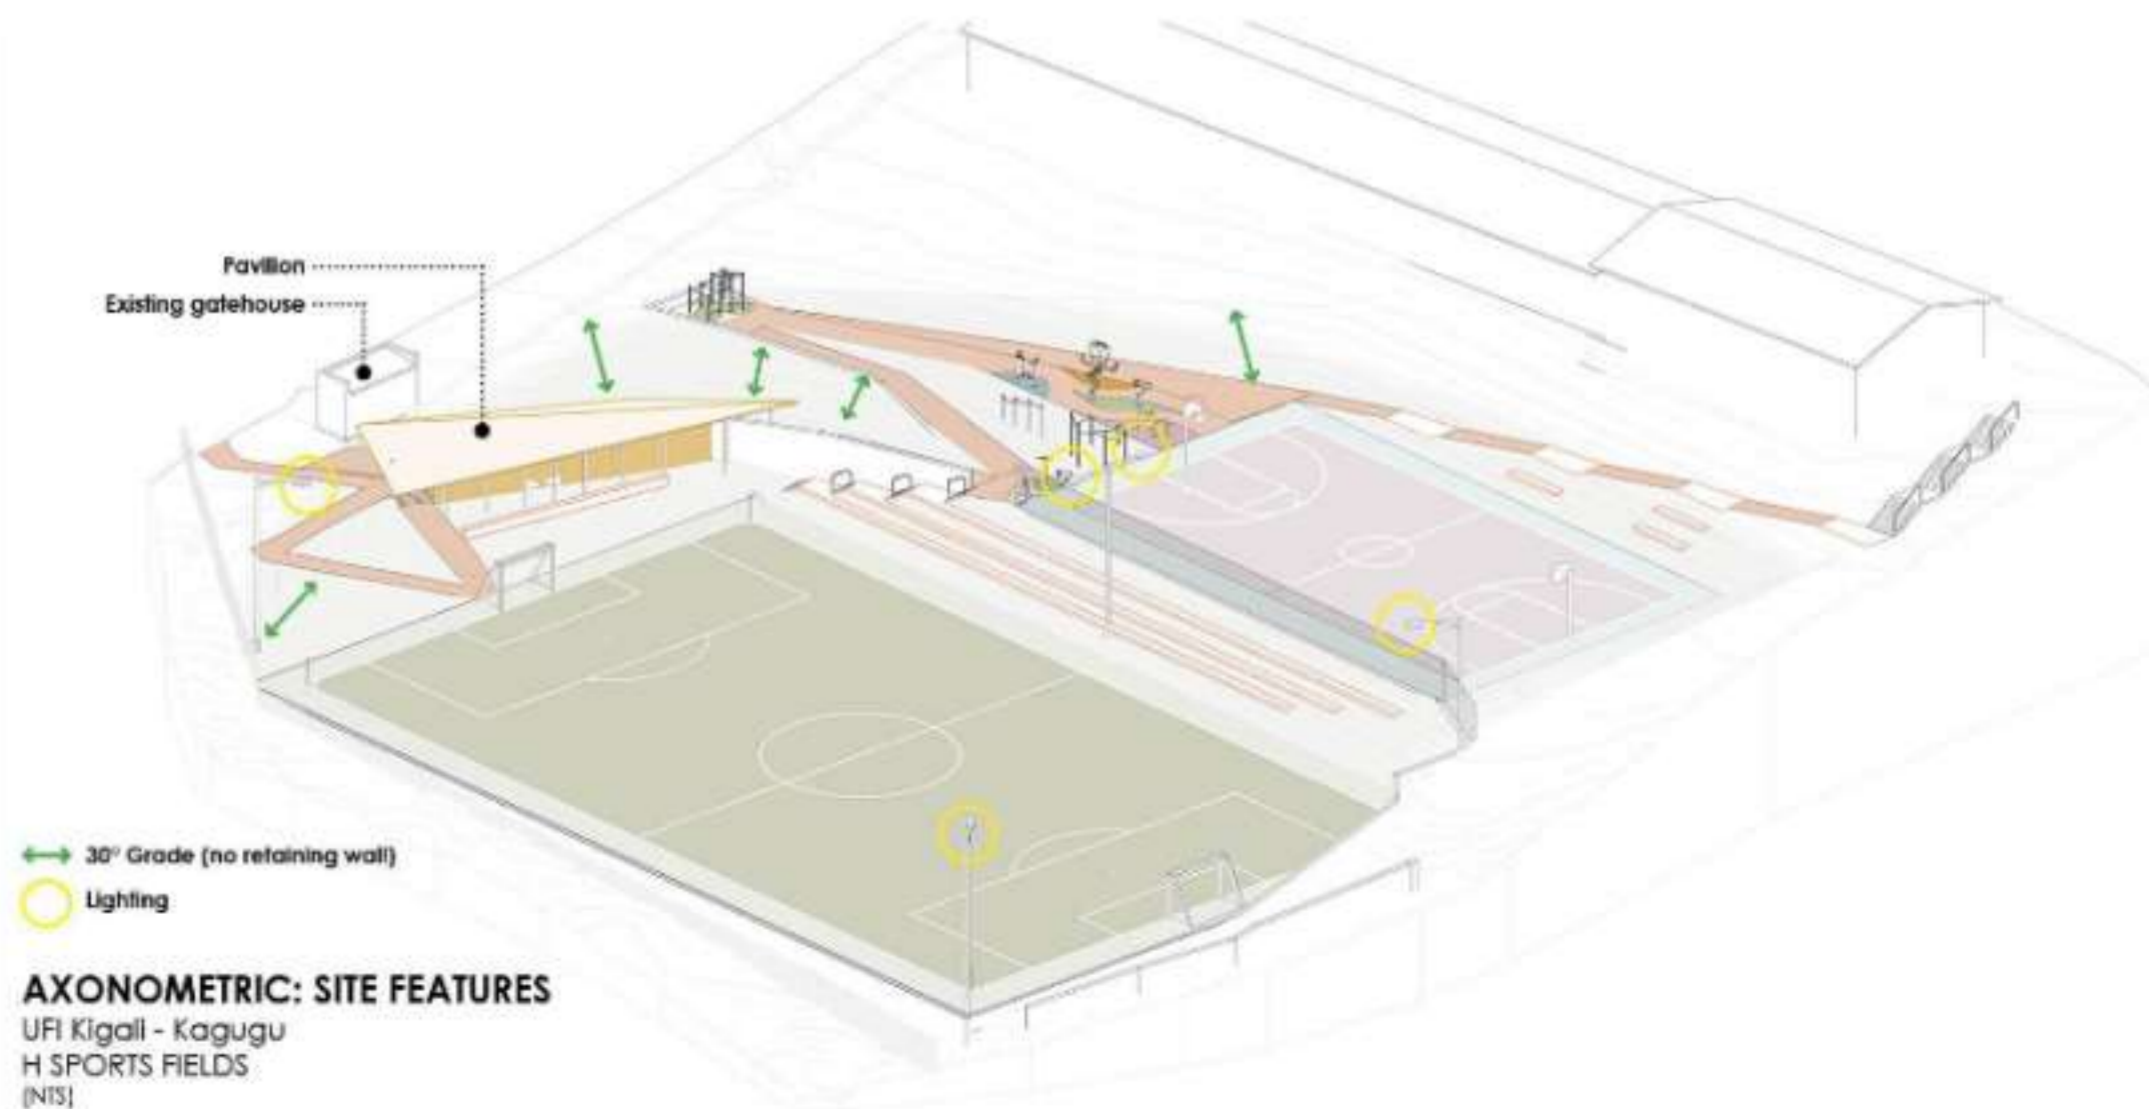 Pavilion
Existing gatehouse
30° Grade (no retaining wall)
Lighting
AXONOMETRIC: SITE FEATURES
UFI Kigali - Kagugu
H SPORTS FIELDS
(NTS)